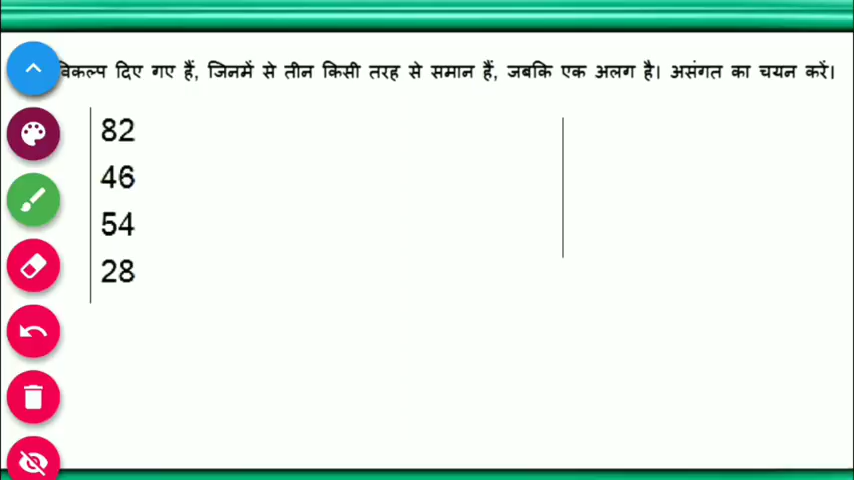 विकल्प दिए गए हैं, जिनमें से तीन किसी तरह से समान हैं, जबकि एक अलग है। असंगत का चयन करें।
82
46
54
28